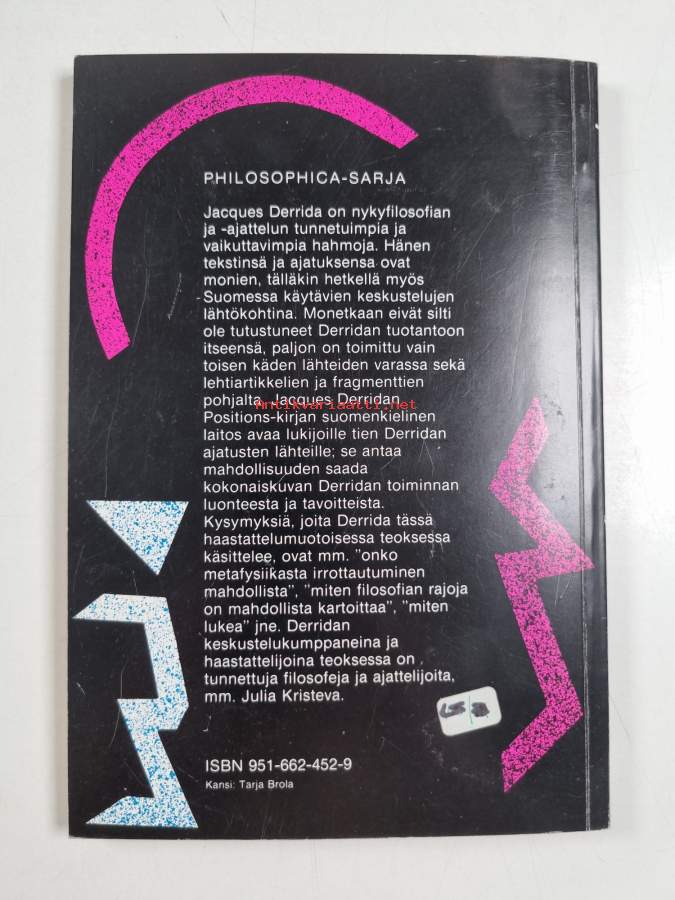 PHILOSOPHICA-SARJA
Jacques Derrida on nykyfilosofian
ja -ajattelun tunnetuimpia ja
vaikuttavimpia hahmoja. Hänen
tekstinsä ja ajatuksensa ovat
monien, tälläkin hetkellä myös
Suomessa käytävien keskustelujen
lähtökohtina. Monetkaan eivät silti
ole tutustuneet Derridan tuotantoon
itseensä, paljon on toimittu vain
toisen käden lähteiden varassa sekä
lehtiartikkelien ja fragmenttien
pohjalta. Jacques Derridan
Antikvariaatti.net
Positions-kirjan suomenkielinen
laitos avaa lukijoille tien Derridan
ajatusten lähteille; se antaa
mahdollisuuden saada
kokonaiskuvan Derridan toiminnan
luonteesta ja tavoitteista.
Kysymyksiä, joita Derrida tässä
haastattelumuotoisessa teoksessa
käsittelee, ovat mm. ”onko
metafysiikasta irrottautuminen
mahdollista”, ”miten filosofian rajoja
on mahdollista kartoittaa”, ”miten
lukea” jne. Derridan
keskustelukumppaneina ja
haastattelijoina teoksessa on
tunnettuja filosofeja ja ajattelijoita,
mm. Julia Kristeva.
ISBN 951-662-452-9
Kansi: Tarja Brola